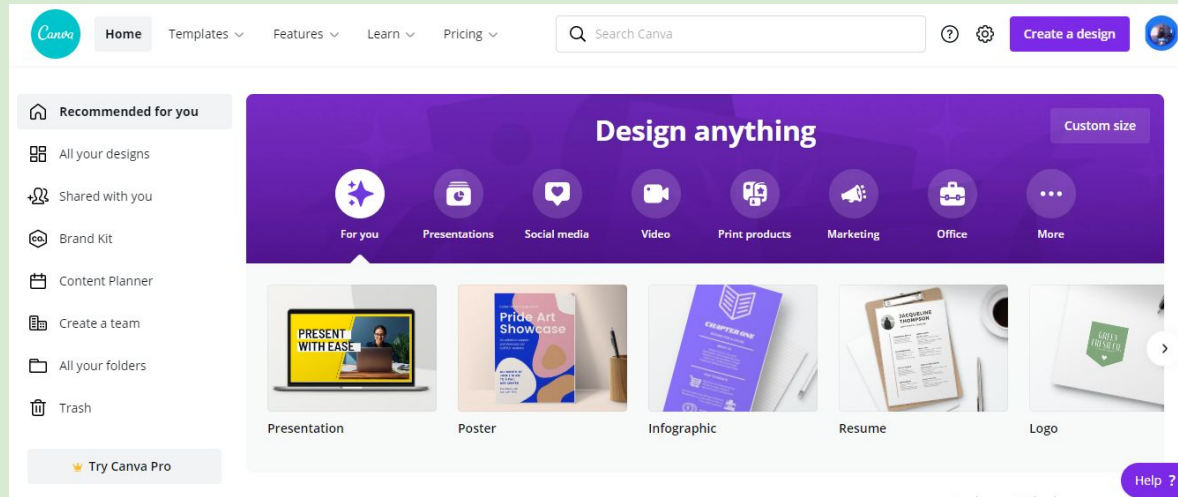 Canva
Home
Templates
Features
Learn
Pricing
Search Canva
?
Create a design
Recommended for you
All your designs
Shared with you
co.
Brand Kit
Content Planner
Create a team
All your folders
Trash
Try Canva Pro
Design anything
Custom size
For you
Presentations
Social media
Video
Print products
Marketing
Office
More
PRESENT
WITH EASE
Presentation
Pride Art
Showcase
Poster
CHAPTER ONE
Infographic
JACQUELINE
THOMPSON
Resume
Logo
Help ?